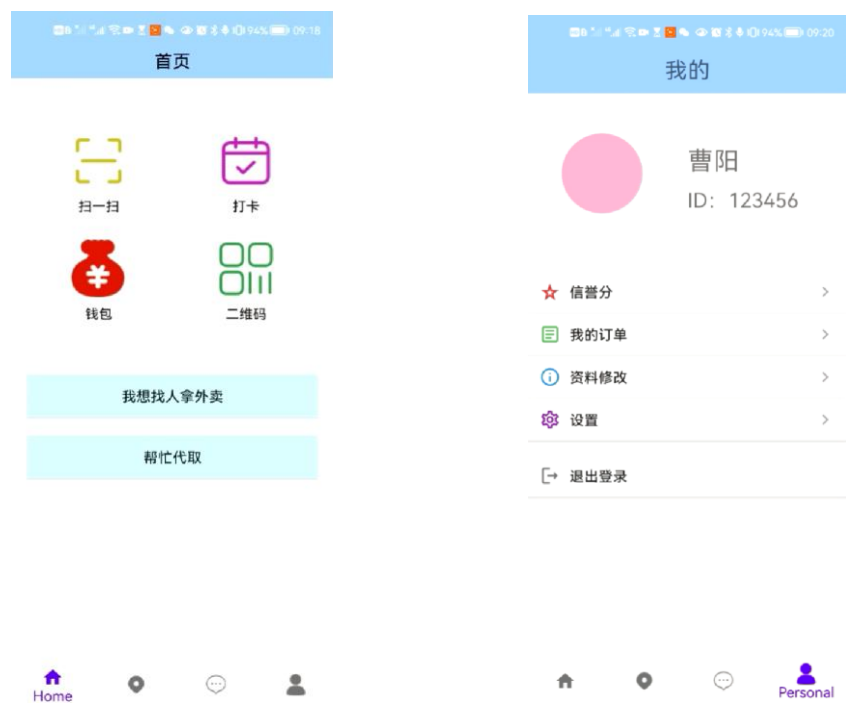 94% 09:18
首页
扫一扫
打卡
钱包
二维码
我想找人拿外卖
帮忙代取
Home
94% 09:20
我的
曹阳
ID: 123456
信誉分
我的订单
资料修改
设置
退出登录
Personal